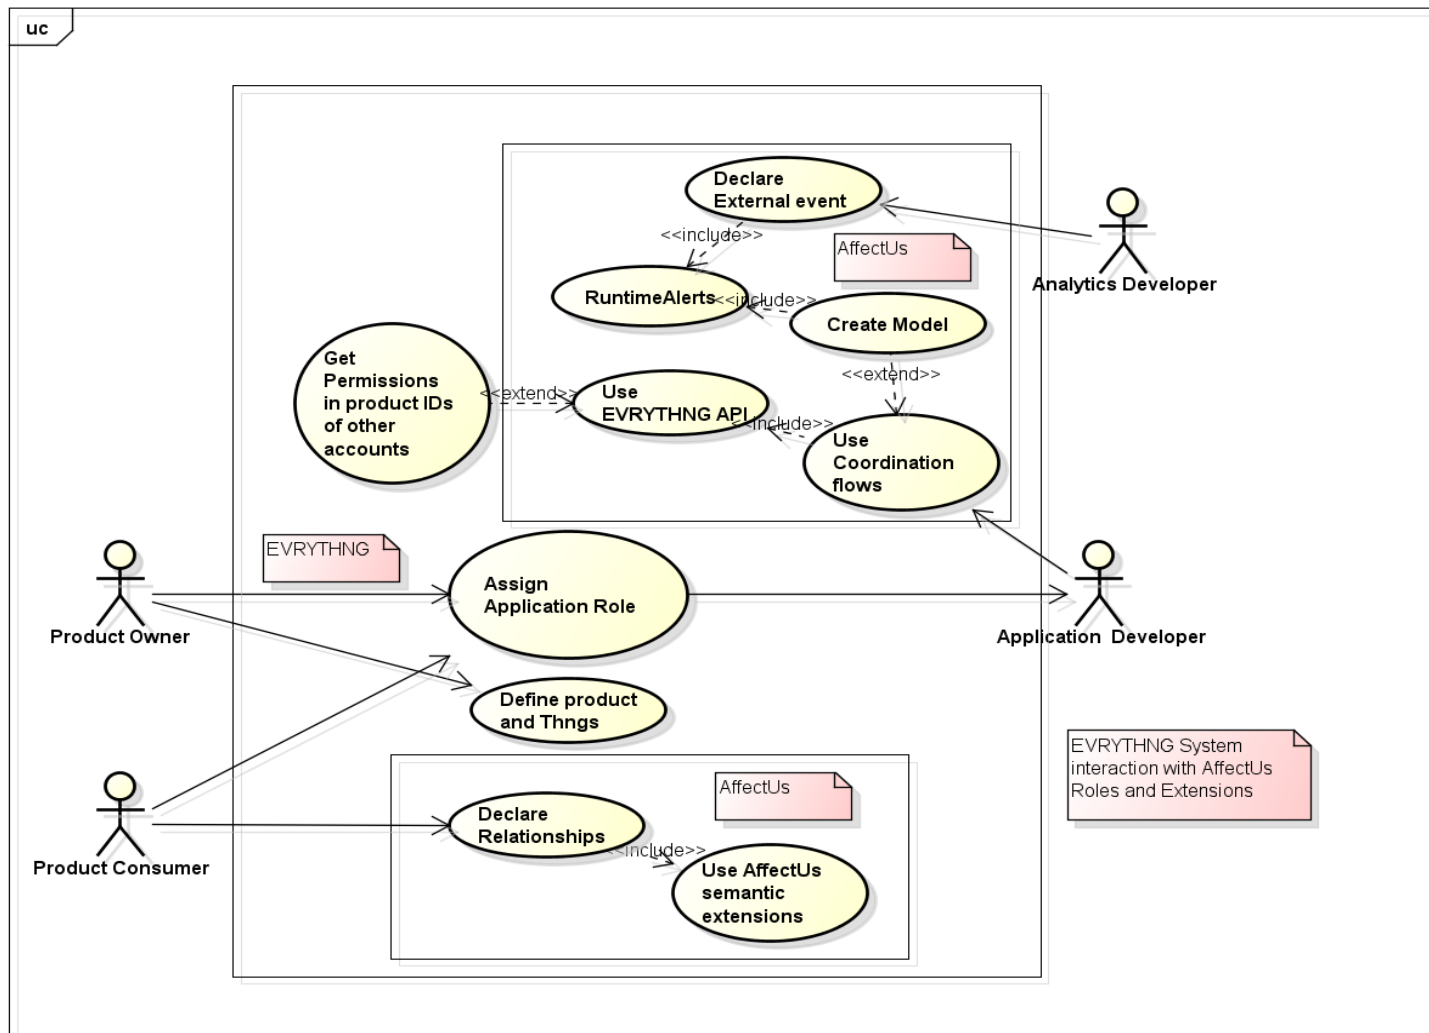 uc
Declare
External event
<<include>>
AffectUs
Analytics Developer
RuntimeAlerts
<<include>>
Create Model
Get
Permissions
in product IDs
of other
accounts
<<extend>>
Use
EVRYTHNG API
<<extend>>
<<include>>
Use
Coordination
flows
EVRYTHNG
Assign
Application Role
Product Owner
Application  Developer
Define product
and Thngs
EVRYTHNG System
interaction with AffectUs
Roles and Extensions
AffectUs
Declare
Relationships
<<include>>
Product Consumer
Use AffectUs
semantic
extensions